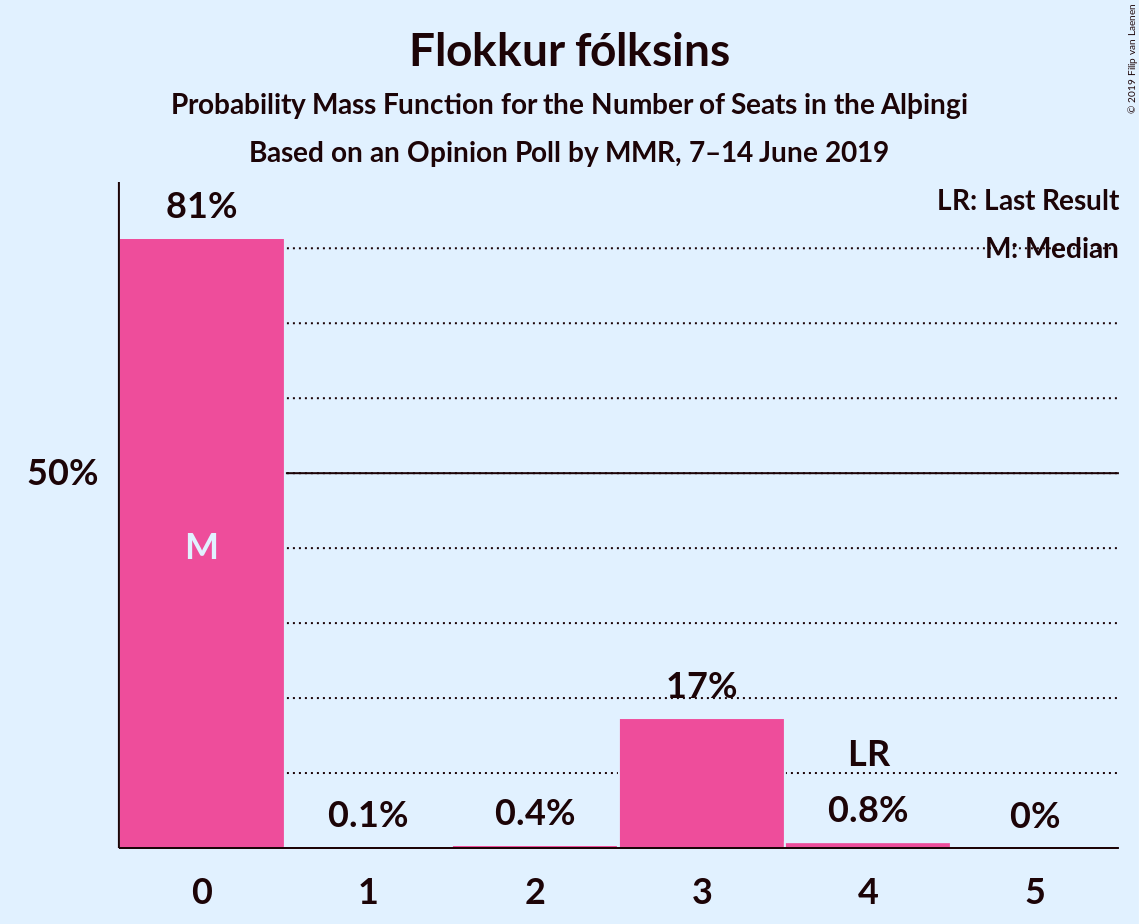 Flokkur fólksins
Probability Mass Function for the Number of Seats in the Alþingi
Based on an Opinion Poll by MMR, 7–14 June 2019
© 2019 Filip van Laenen
LR: Last Result
M: Median
81%
50%
M
17%
LR
0.1%
0.4%
0.8%
0%
0 1 2 3 4 5